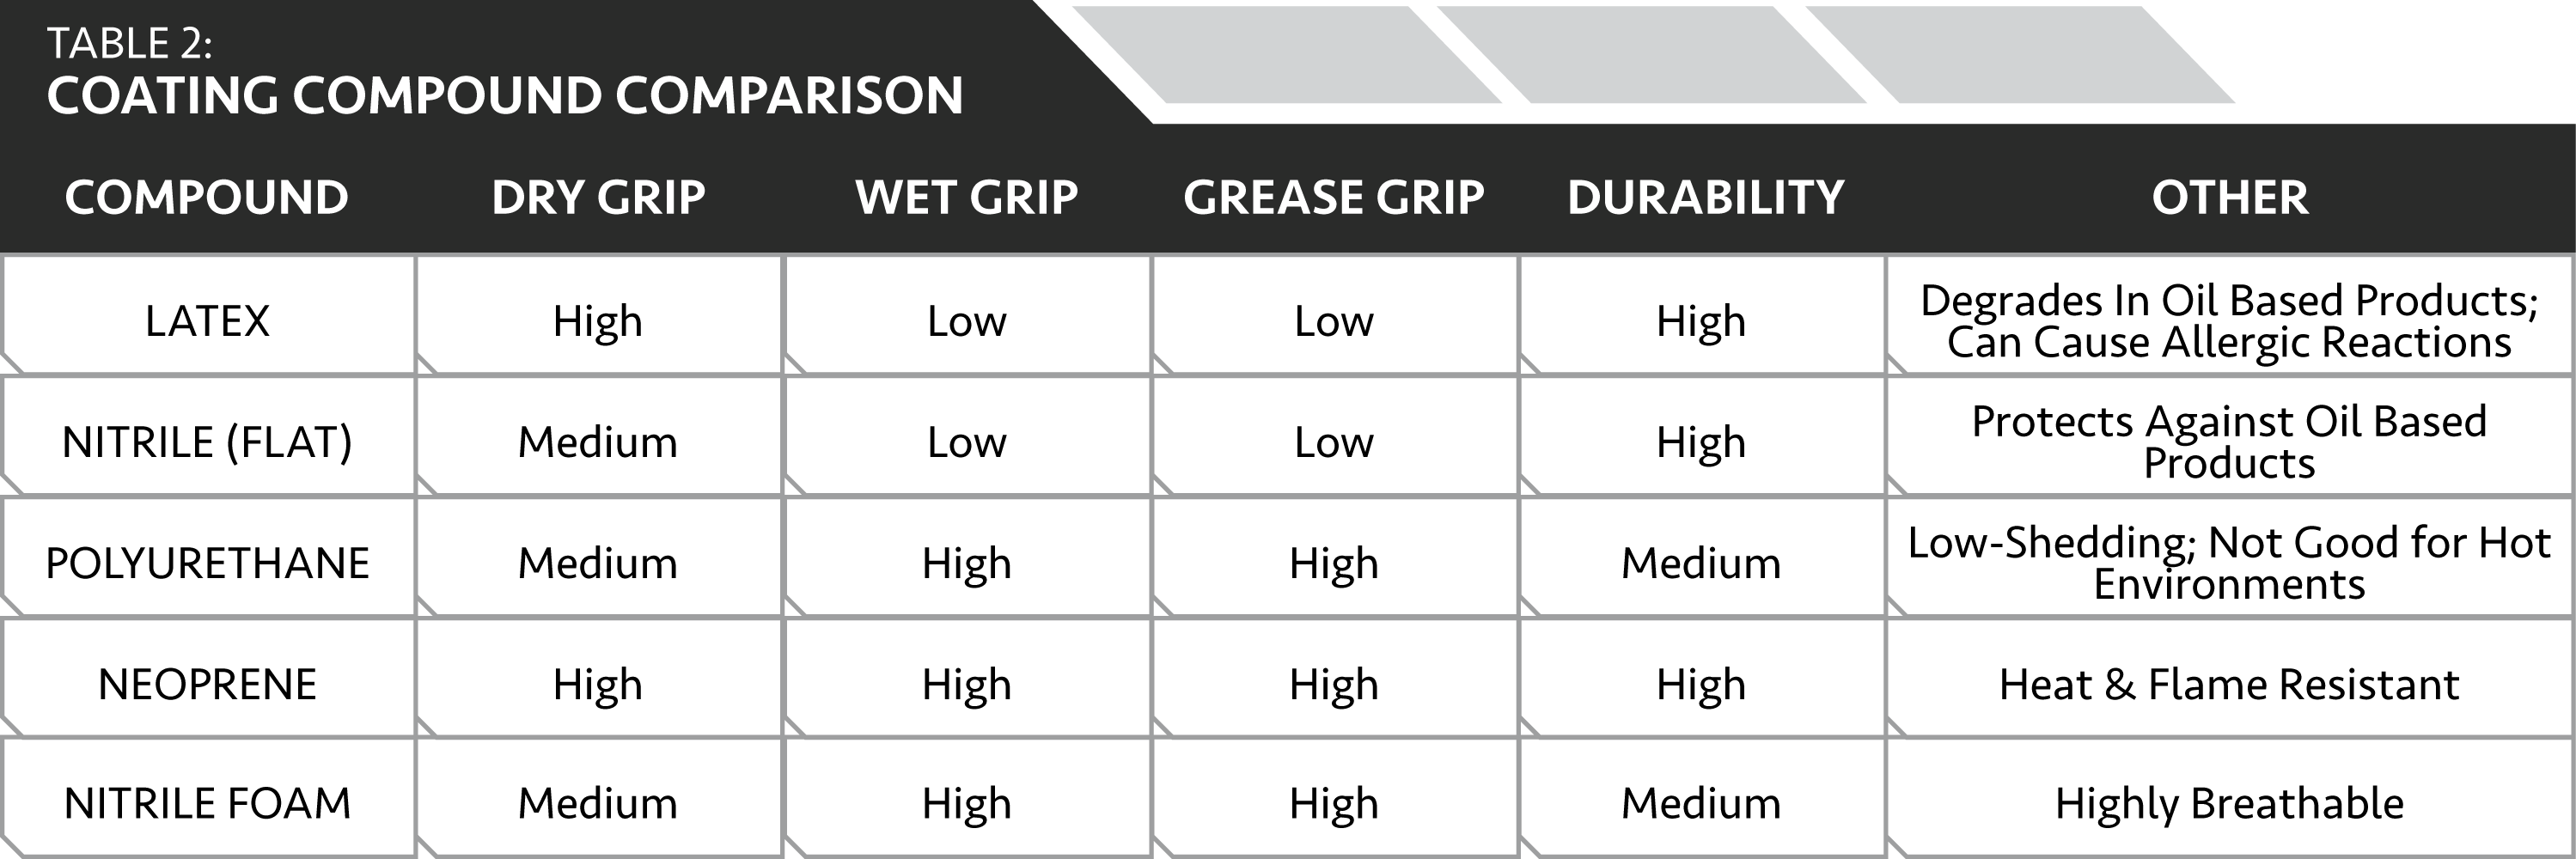 TABLE 2:
COATING COMPOUND COMPARISON
COMPOUND DRY GRIP WET GRIP GREASE GRIP DURABILITY OTHER
LATEX High Low Low High Degrades In Oil Based Products;
Can Cause Allergic Reactions
NITRILE (FLAT) Medium Low Low High Protects Against Oil Based
Products
POLYURETHANE Medium High High Medium Low-Shedding; Not Good for Hot
Environments
NEOPRENE High High High High Heat & Flame Resistant
NITRILE FOAM Medium High High Medium Highly Breathable